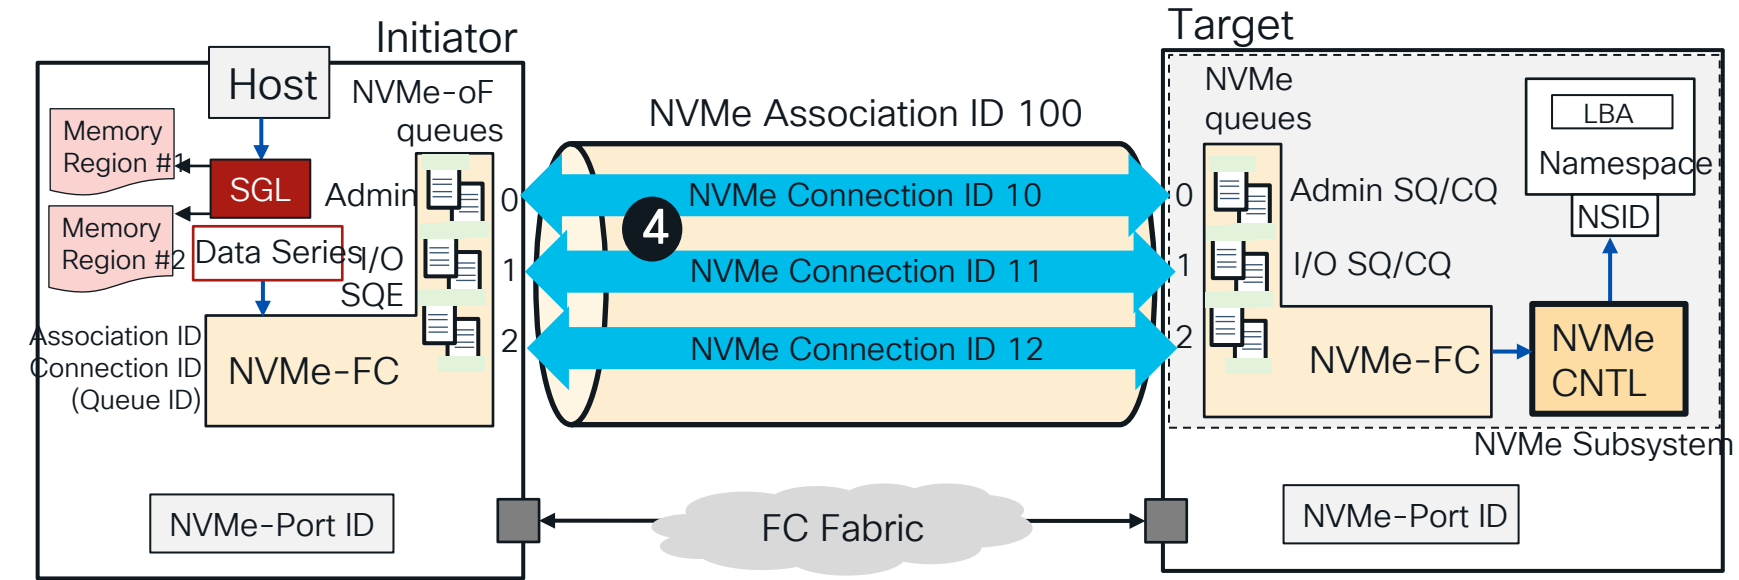 Initiator
Target
Host
NVMe-oF
queues
Memory
Region #1
SGL
Admin
Memory
Region #2
Data Series
I/O
SQE
Association ID
Connection ID
(Queue ID)
NVMe-FC
0
1
2
NVMe-Port ID
NVMe Association ID 100
NVMe Connection ID 10
4
NVMe Connection ID 11
NVMe Connection ID 12
FC Fabric
NVMe
queues
0
1
2
Admin SQ/CQ
I/O SQ/CQ
NVMe-FC
LBA
Namespace
NSID
NVMe
CNTL
NVMe Subsystem
NVMe-Port ID